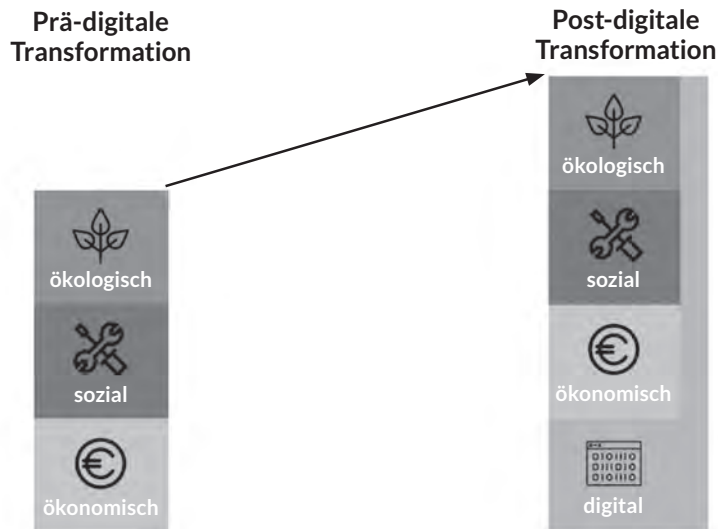 Prä-digitale
Transformation
ökologisch
sozial
ökonomisch
Post-digitale
Transformation
ökologisch
sozial
ökonomisch
digital